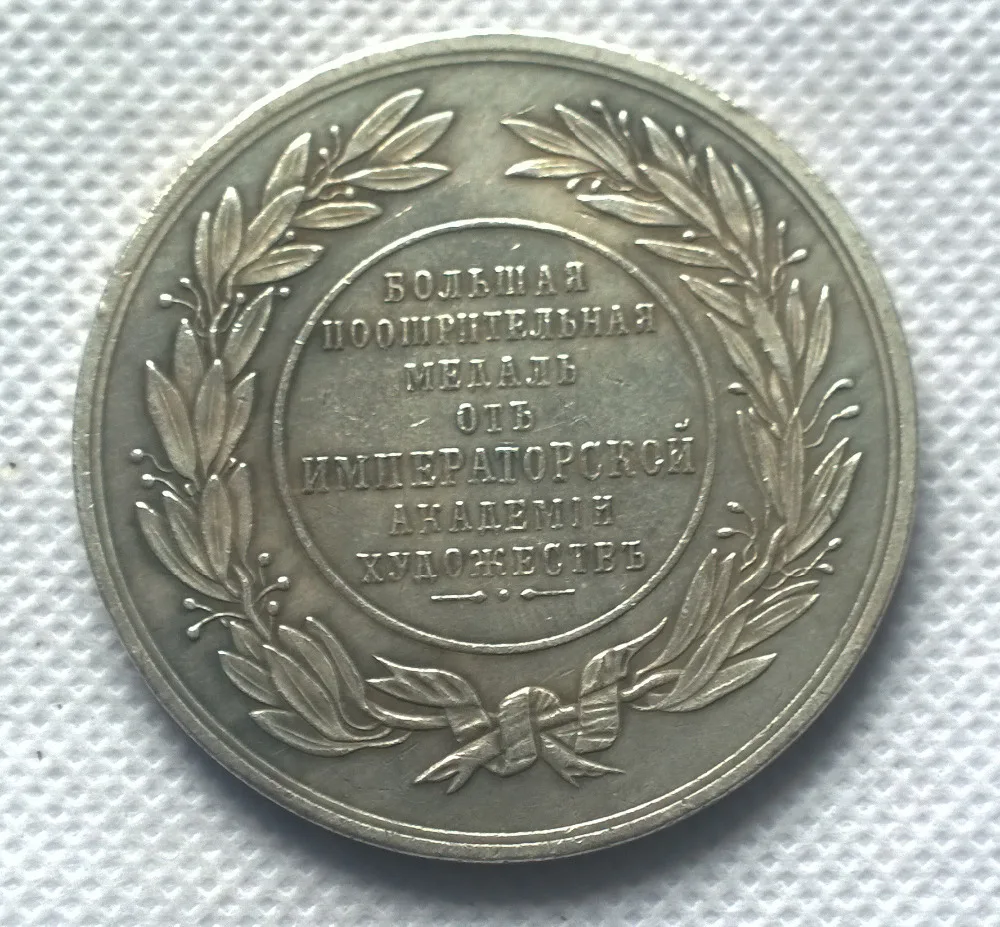 БОЛЬШАЯ
ПООЩРИТЕЛЬНАЯ
МЕДАЛЬ
ОТЪ
ИМПЕРАТОРСКОЙ
АКАДЕМІИ
ХУДОЖЕСТВЪ